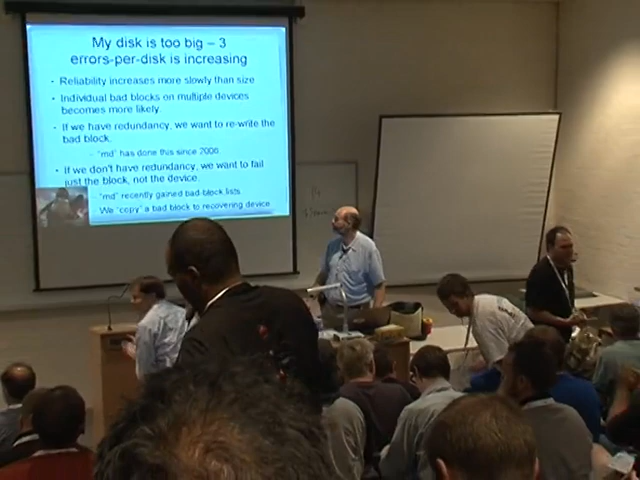 My disk is too big – 3
errors-per-disk is increasing
• Reliability increases more slowly than size
• Individual bad blocks on multiple devices
becomes more likely.
• If we have redundancy, we want to re-write the
bad block.
– "md" has done this since 2006.
• If we don't have redundancy, we want to fail
just the block, not the device.
"md" recently gained bad-block lists.
We "copy" a bad block to recovering device